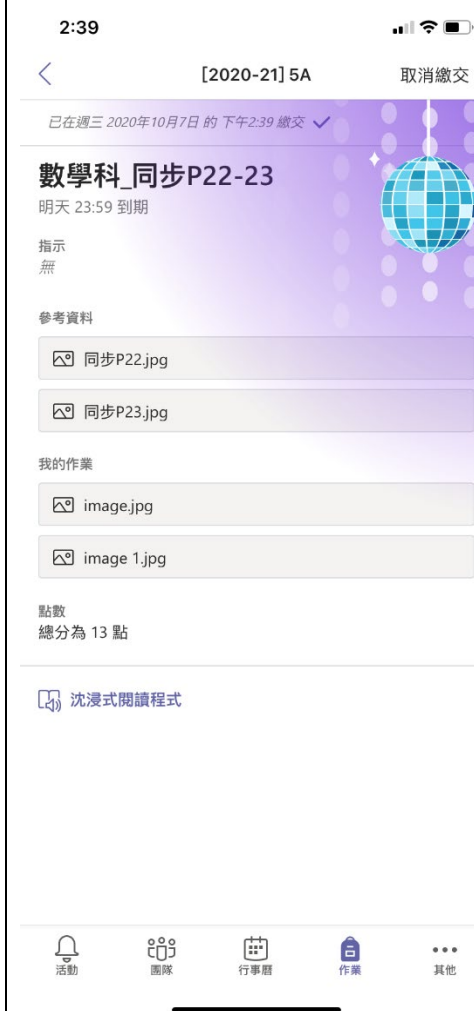 2:39
[2020-21] 5A
取消繳交
已在週三 2020年10月7日 的 下午2:39 繳交
數學科_同步P22-23
明天 23:59 到期
指示
無
參考資料
同步P22.jpg
同步P23.jpg
我的作業
image.jpg
image 1.jpg
點數
總分為 13 點
沈浸式閱讀程式
活動
團隊
行事曆
作業
其他